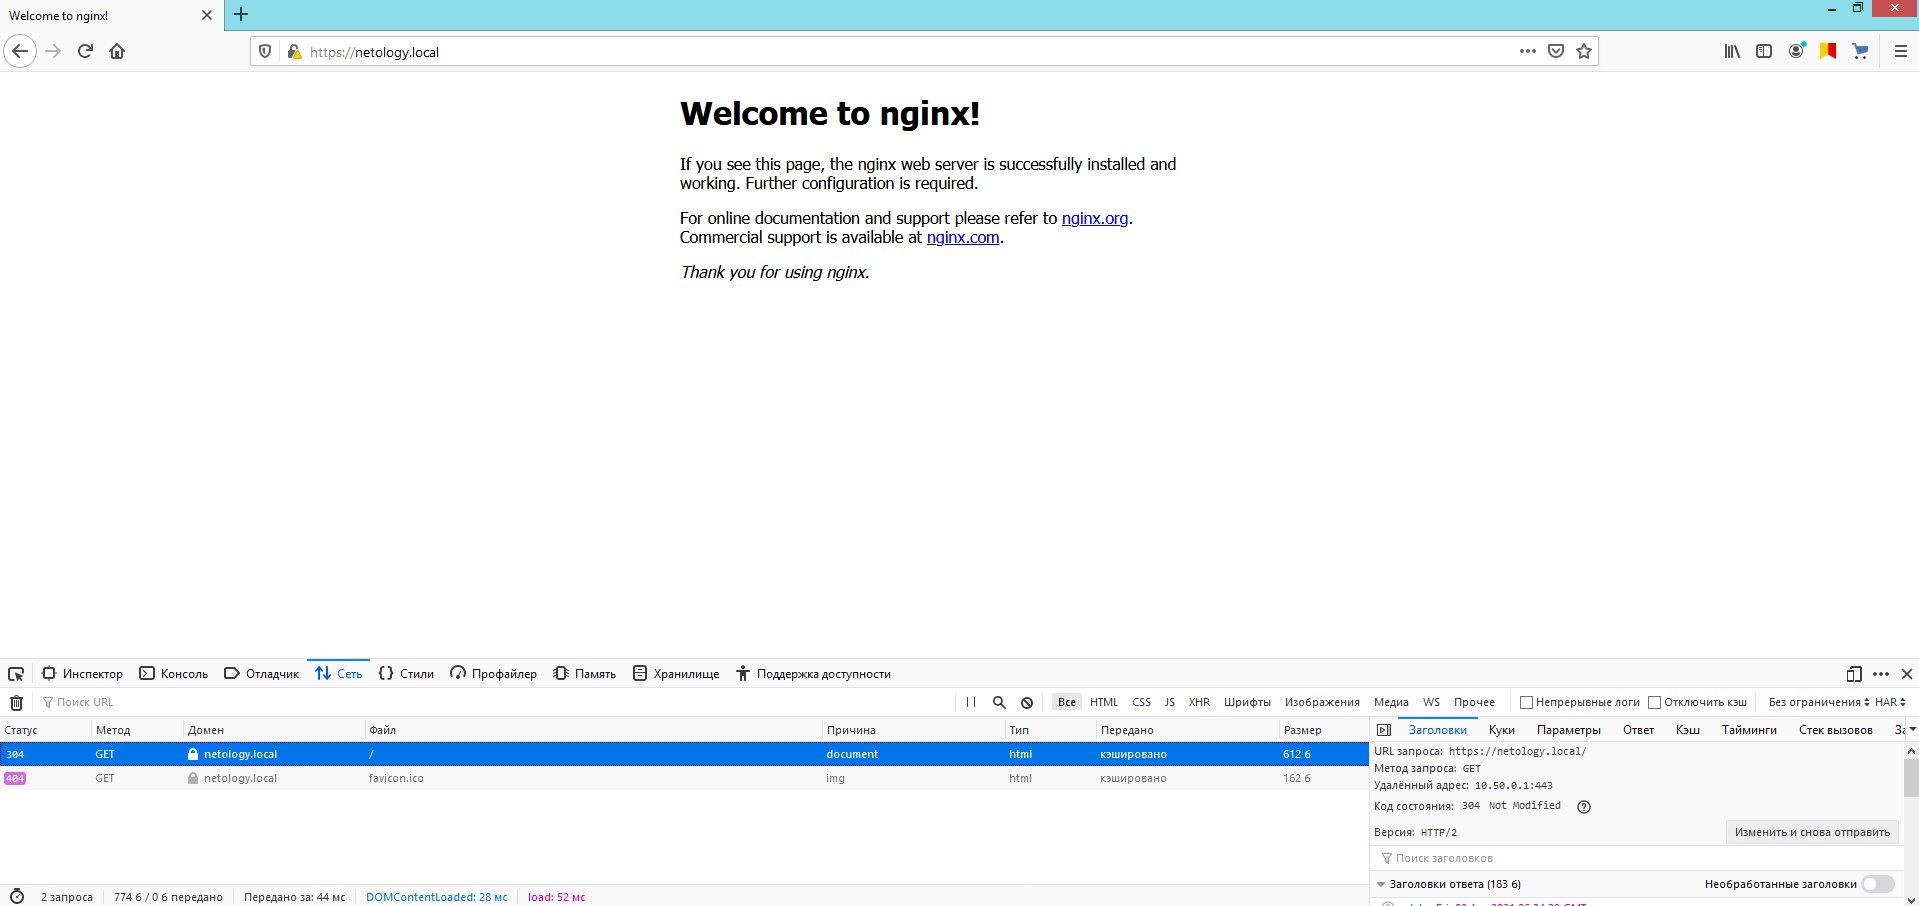 Welcome to nginx!
https://netology.local
Welcome to nginx!
If you see this page, the nginx web server is successfully installed and
working. Further configuration is required.
For online documentation and support please refer to nginx.org.
Commercial support is available at nginx.com.
Thank you for using nginx.
Инспектор Консоль Отладчик Сеть Стили Профайлер Память Хранилище Поддержка доступности
Поиск URL Все HTML CSS JS XHR Шрифты Изображения Медиа WS Прочее Непрерывные логи Отключить кэш Без ограничения HAR
Статус Метод Домен Файл Причина Тип Передано Размер
304 GET netology.local / document html кэшировано 612 б
404 GET netology.local favicon.ico img html кэшировано 162 б
Заголовки Куки Параметры Ответ Кэш Тайминги Стек вызовов
URL запроса: https://netology.local/
Метод запроса: GET
Удалённый адрес: 10.50.0.1:443
Код состояния: 304 Not Modified ?
Версия: HTTP/2 Изменить и снова отправить
Поиск заголовков
Заголовки ответа (183 б) Необработанные заголовки
2 запроса 774 б / 0 б передано Передано за: 44 мс DOMContentLoaded: 28 мс load: 52 мс